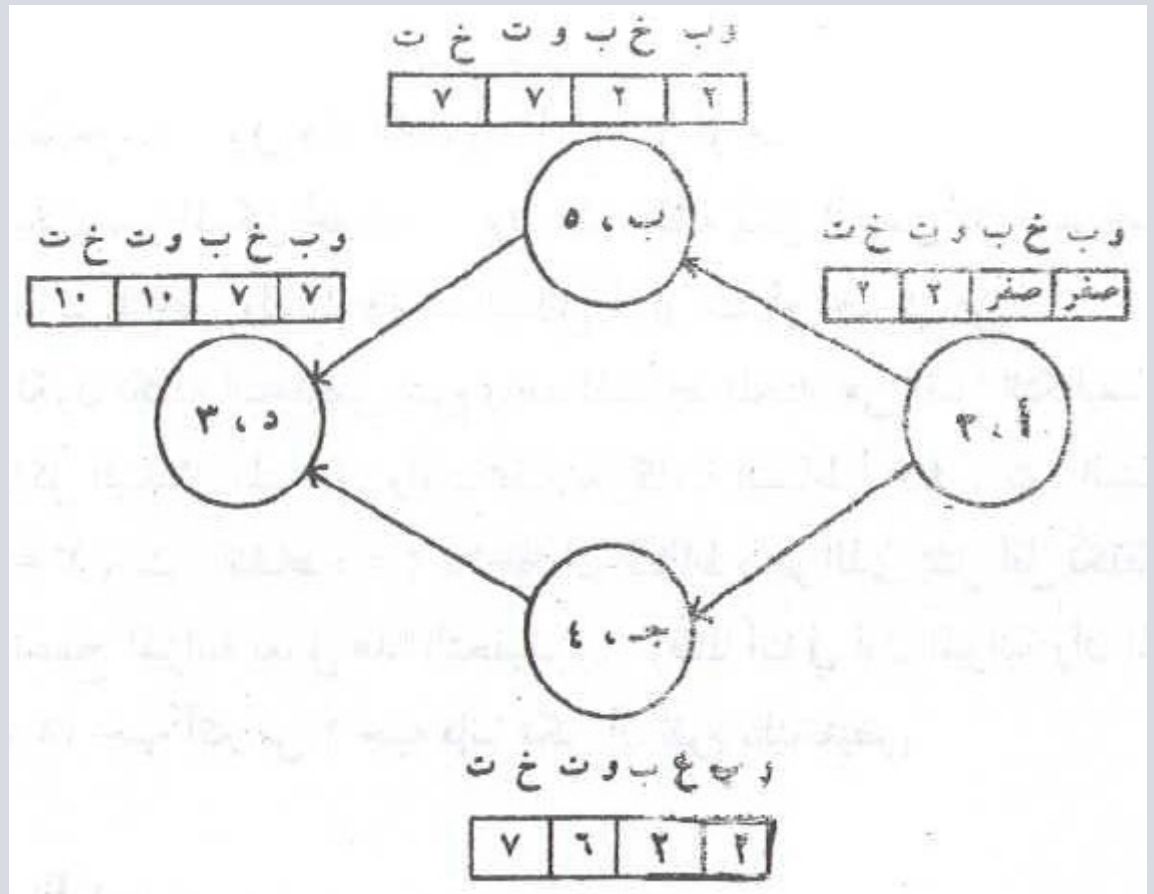 و ب خ ب و ت خ ت
٢ ٢ ٧ ٧
ب ، ٥
و ب خ ب و ت خ ت
صفر صفر ٢ ٢
أ ، ٢
و ب خ ب و ت خ ت
٧ ٧ ١٠ ١٠
د ، ٣
جـ ، ٤
و ب خ ب و ت خ ت
٢ ٣ ٦ ٧